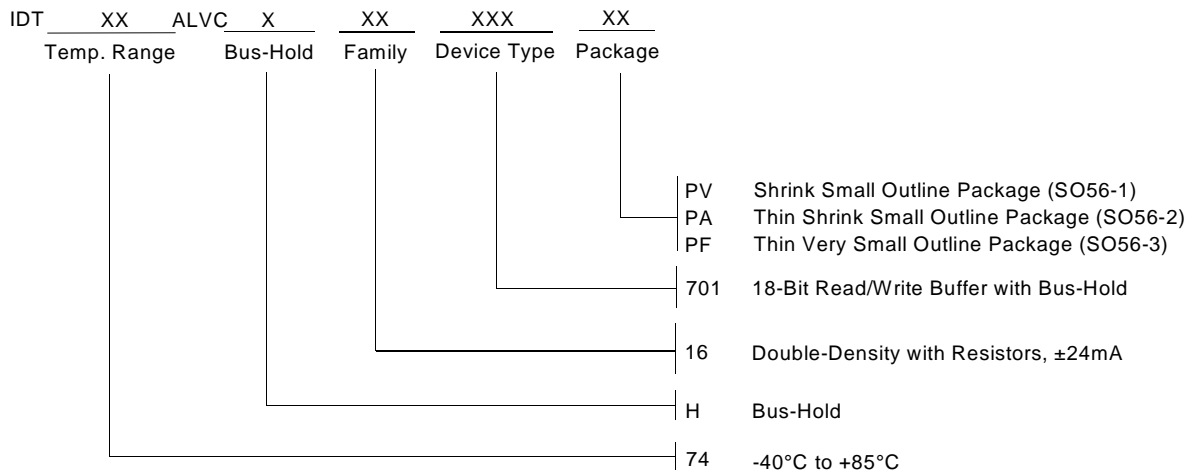 IDT XX ALVC X XX XXX XX
Temp. Range Bus-Hold Family Device Type Package
PV Shrink Small Outline Package (SO56-1)
PA Thin Shrink Small Outline Package (SO56-2)
PF Thin Very Small Outline Package (SO56-3)
701 18-Bit Read/Write Buffer with Bus-Hold
16 Double-Density with Resistors, ±24mA
H Bus-Hold
74 -40°C to +85°C